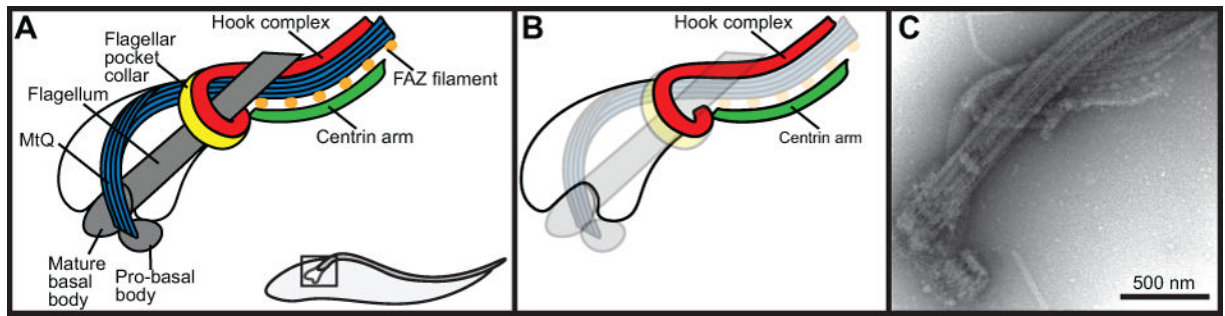 A
Hook complex
Flagellar
pocket
collar
Flagellum
MtQ
FAZ filament
Centrin arm
Mature
basal
body
Pro-basal
body
B
Hook complex
Centrin arm
C
500 nm